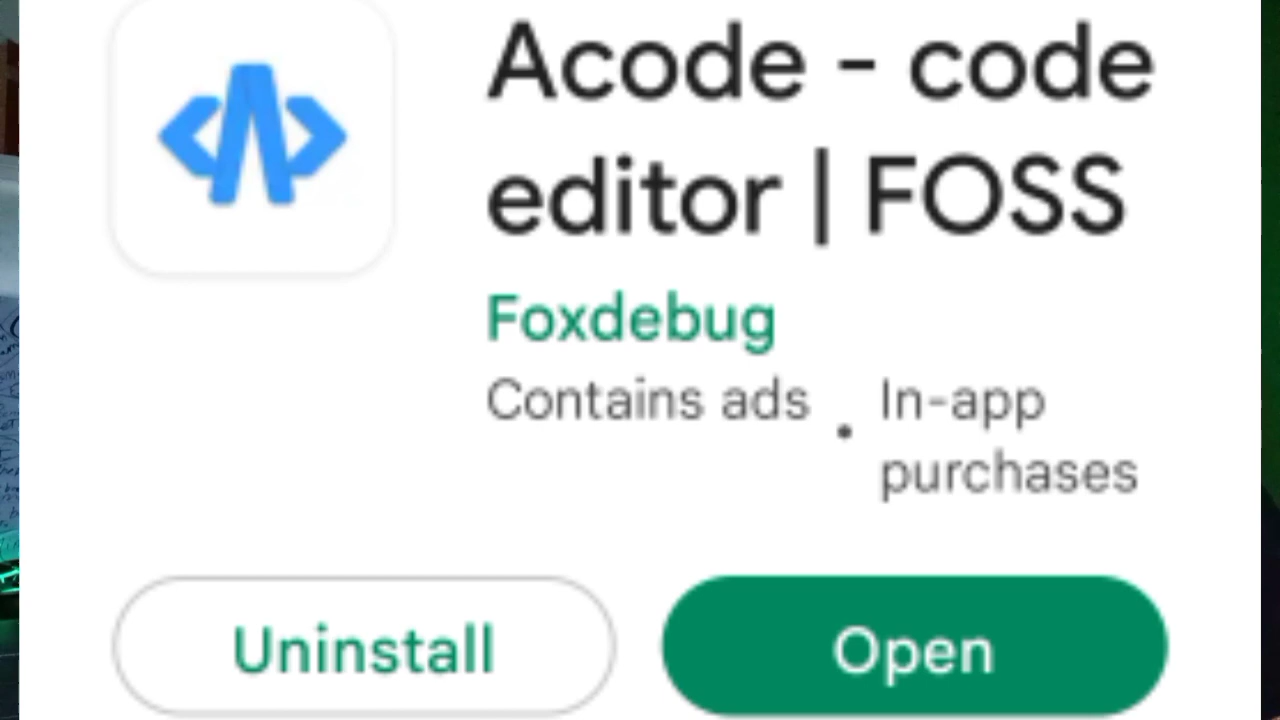 Acode - code
editor | FOSS
Foxdebug
Contains ads • In-app
purchases
Uninstall
Open